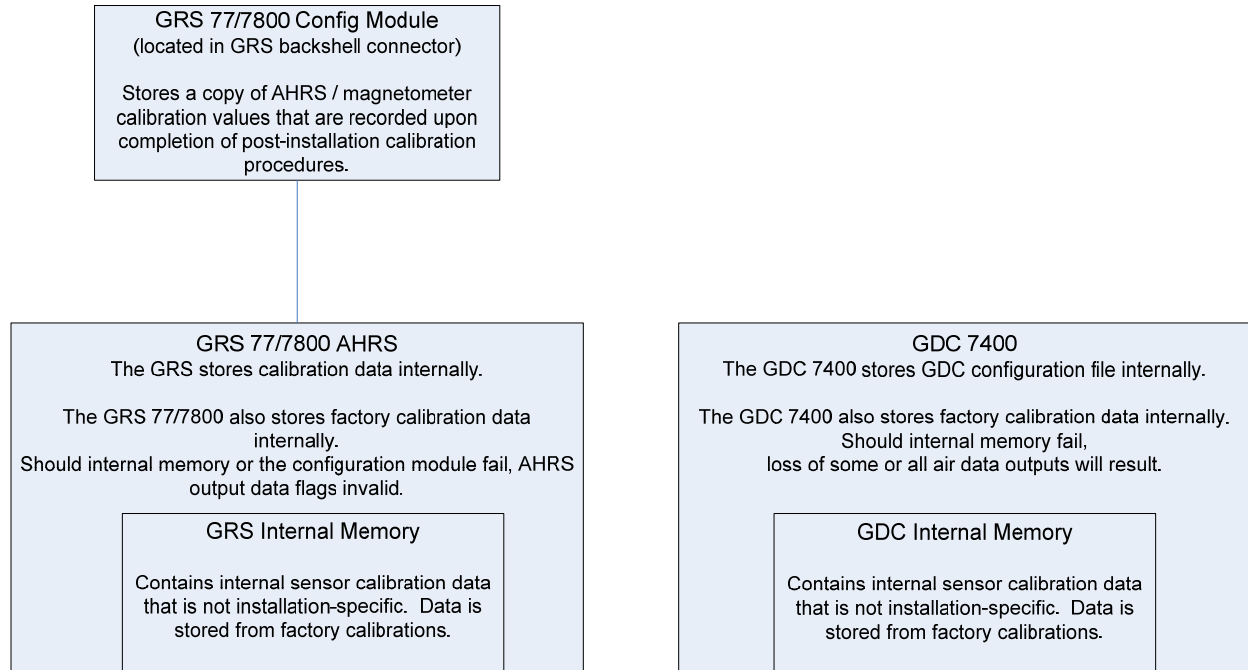 GRS 77/7800 Config Module
(located in GRS backshell connector)
Stores a copy of AHRS / magnetometer
calibration values that are recorded upon
completion of post-installation calibration
procedures.
GRS 77/7800 AHRS
The GRS stores calibration data internally.
The GRS 77/7800 also stores factory calibration data
internally.
Should internal memory or the configuration module fail, AHRS
output data flags invalid.
GRS Internal Memory
Contains internal sensor calibration data
that is not installation-specific. Data is
stored from factory calibrations.
GDC 7400
The GDC 7400 stores GDC configuration file internally.
The GDC 7400 also stores factory calibration data internally.
Should internal memory fail,
loss of some or all air data outputs will result.
GDC Internal Memory
Contains internal sensor calibration data
that is not installation-specific. Data is
stored from factory calibrations.